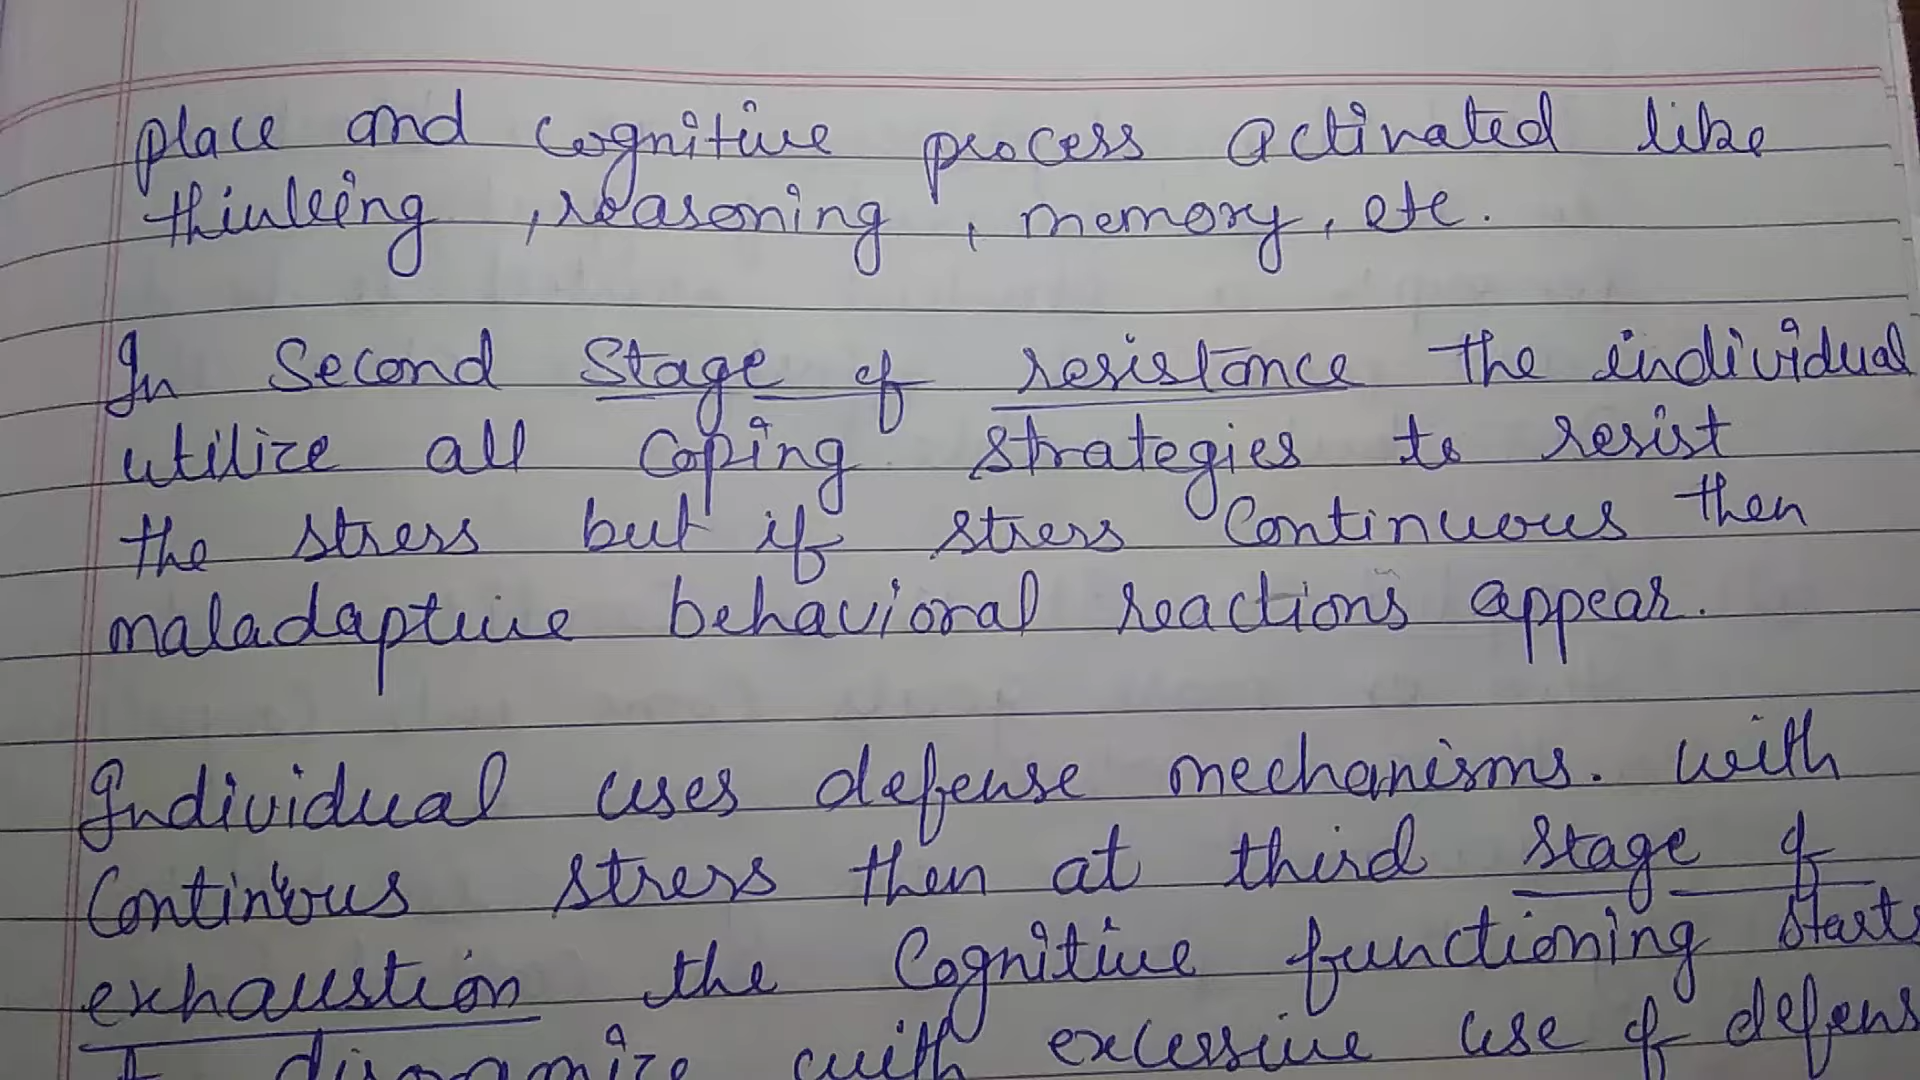 place and cognitive process activated like
thinking, reasoning, memory, etc.
In Second Stage of resistance the individual
utilize all coping strategies to resist
the stress but if stress Continuous then
maladaptive behavioral reactions appear.
Individual uses defense mechanisms. with
Continous stress then at third stage of
exhaustion the Cognitive functioning starts
with excessive use of defens